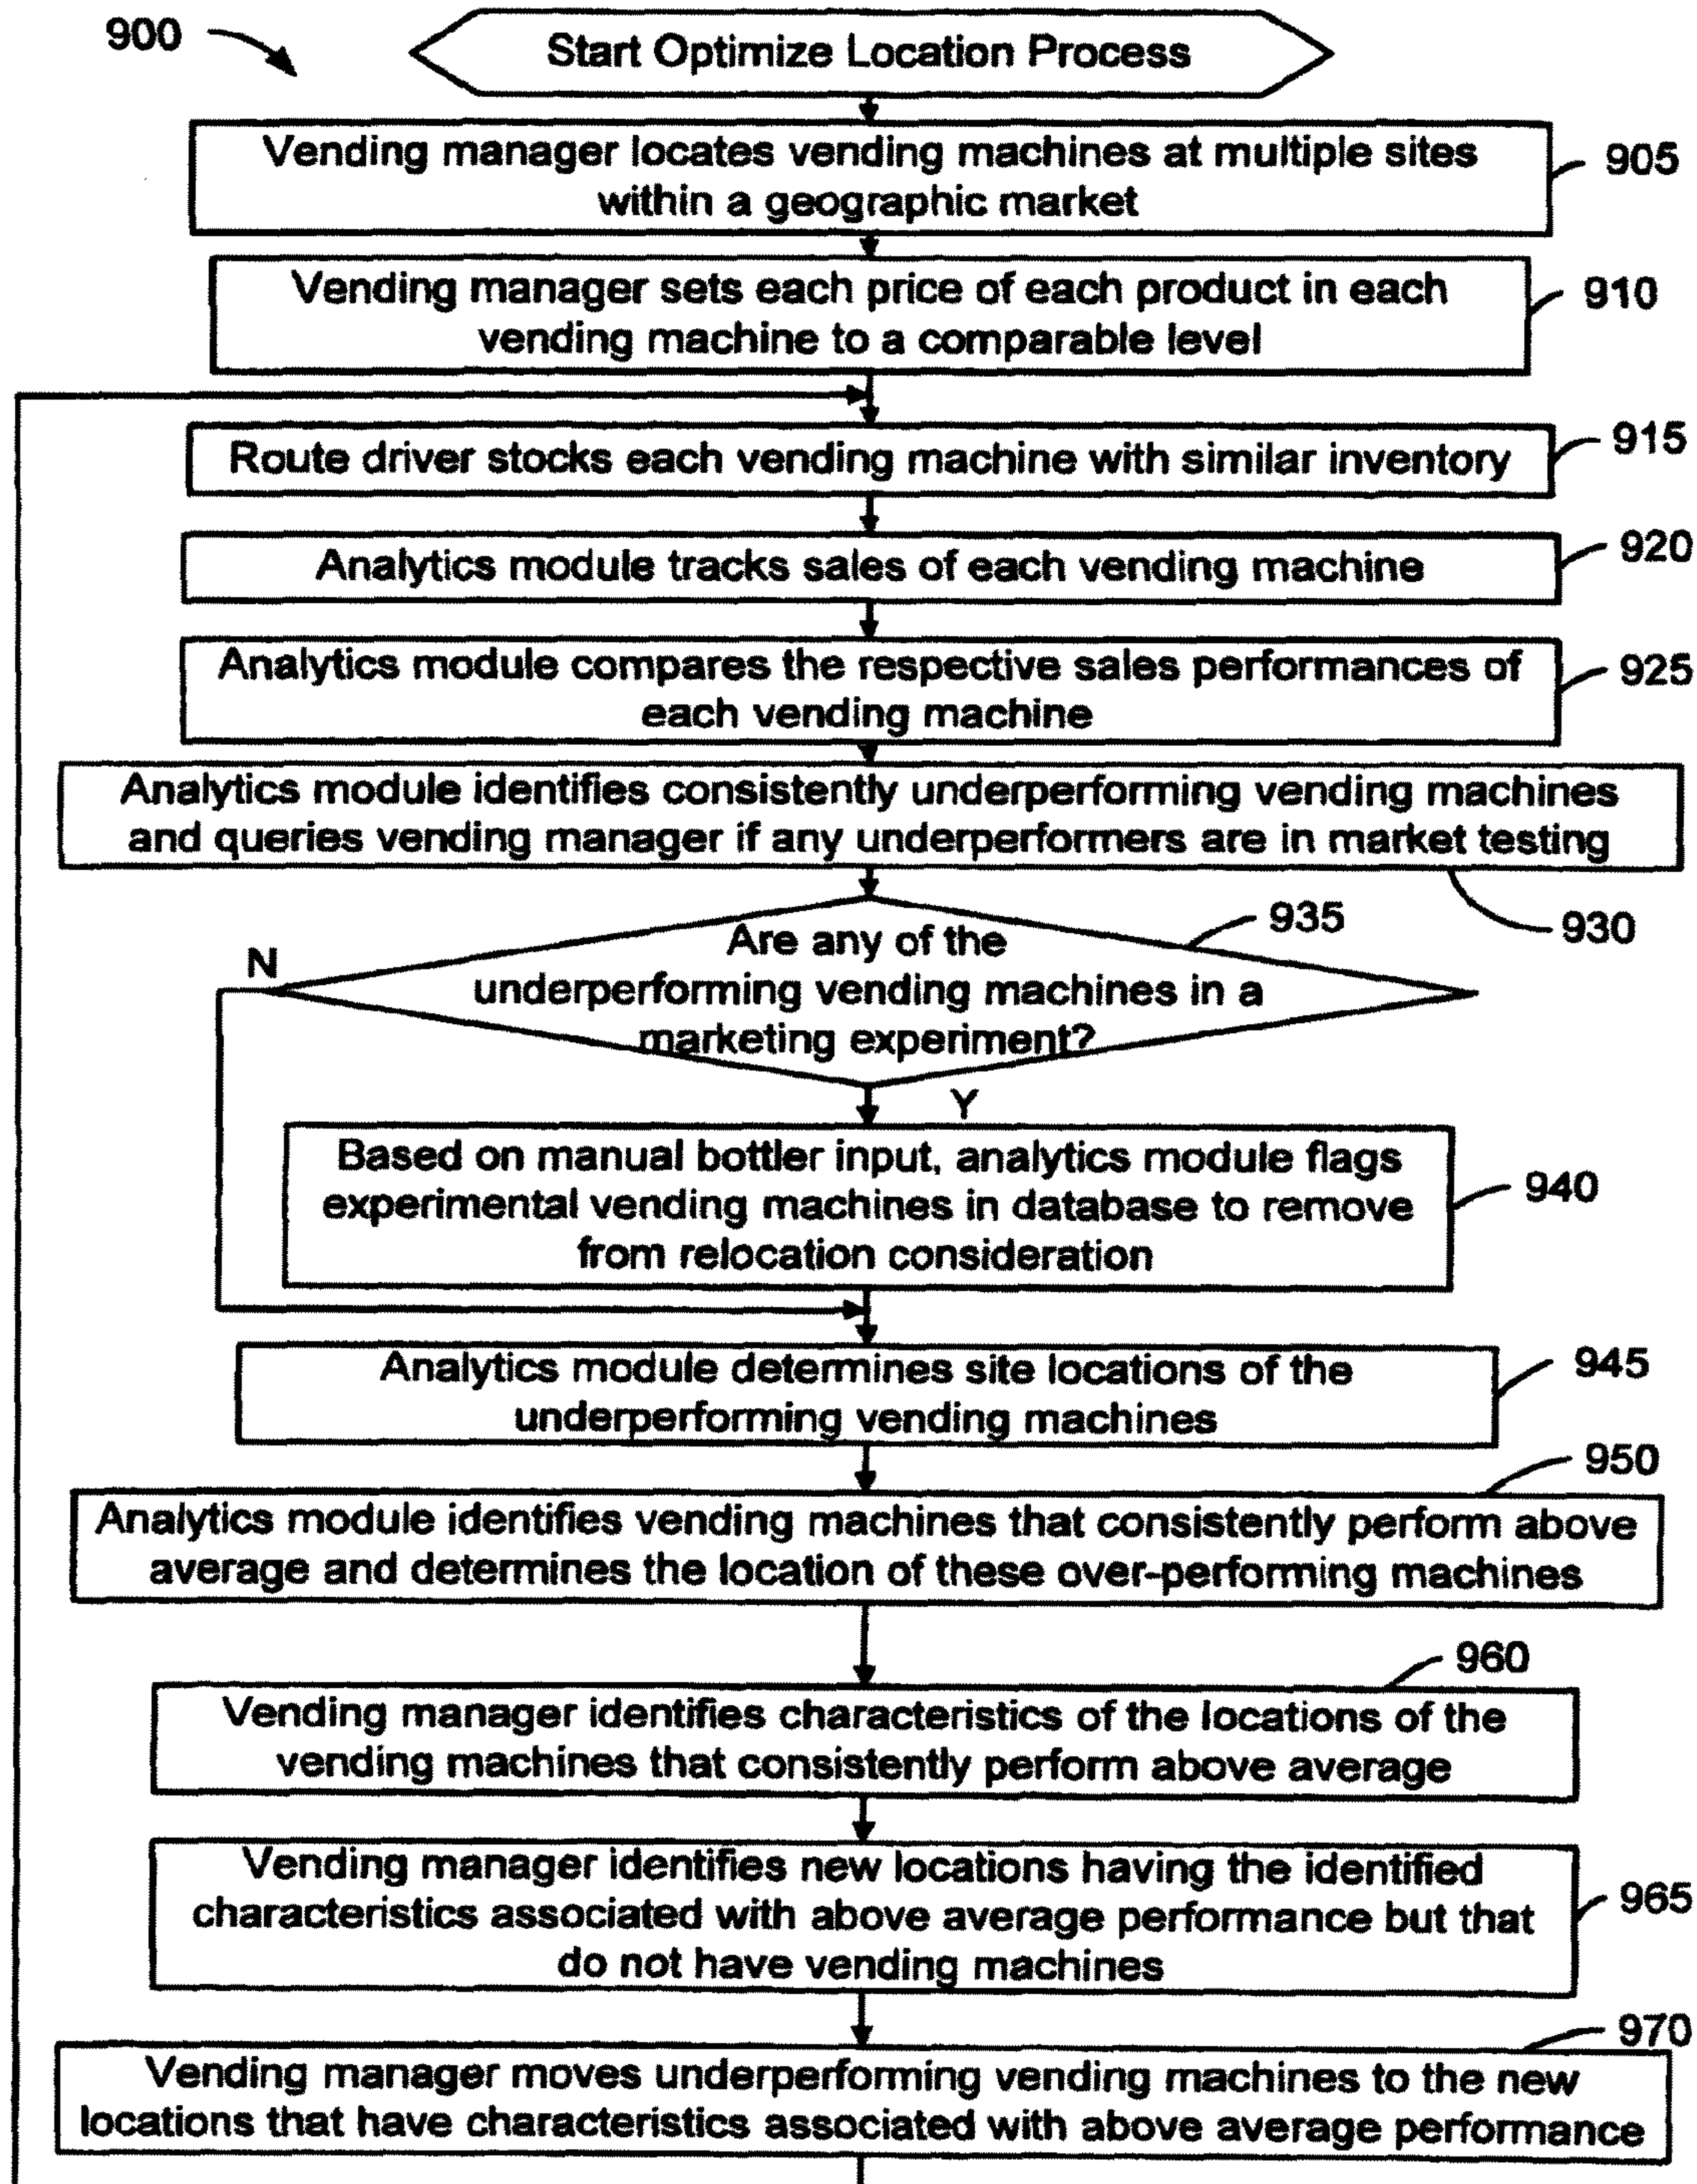 900
Start Optimize Location Process
Vending manager locates vending machines at multiple sites
within a geographic market
905
Vending manager sets each price of each product in each
vending machine to a comparable level
910
Route driver stocks each vending machine with similar inventory
915
Analytics module tracks sales of each vending machine
920
Analytics module compares the respective sales performances of
each vending machine
925
Analytics module identifies consistently underperforming vending machines
and queries vending manager if any underperformers are in market testing
930
935
Are any of the
underperforming vending machines in a
marketing experiment?
N
Y
Based on manual bottler input, analytics module flags
experimental vending machines in database to remove
from relocation consideration
940
Analytics module determines site locations of the
underperforming vending machines
945
950
Analytics module identifies vending machines that consistently perform above
average and determines the location of these over-performing machines
960
Vending manager identifies characteristics of the locations of the
vending machines that consistently perform above average
Vending manager identifies new locations having the identified
characteristics associated with above average performance but that
do not have vending machines
965
970
Vending manager moves underperforming vending machines to the new
locations that have characteristics associated with above average performance